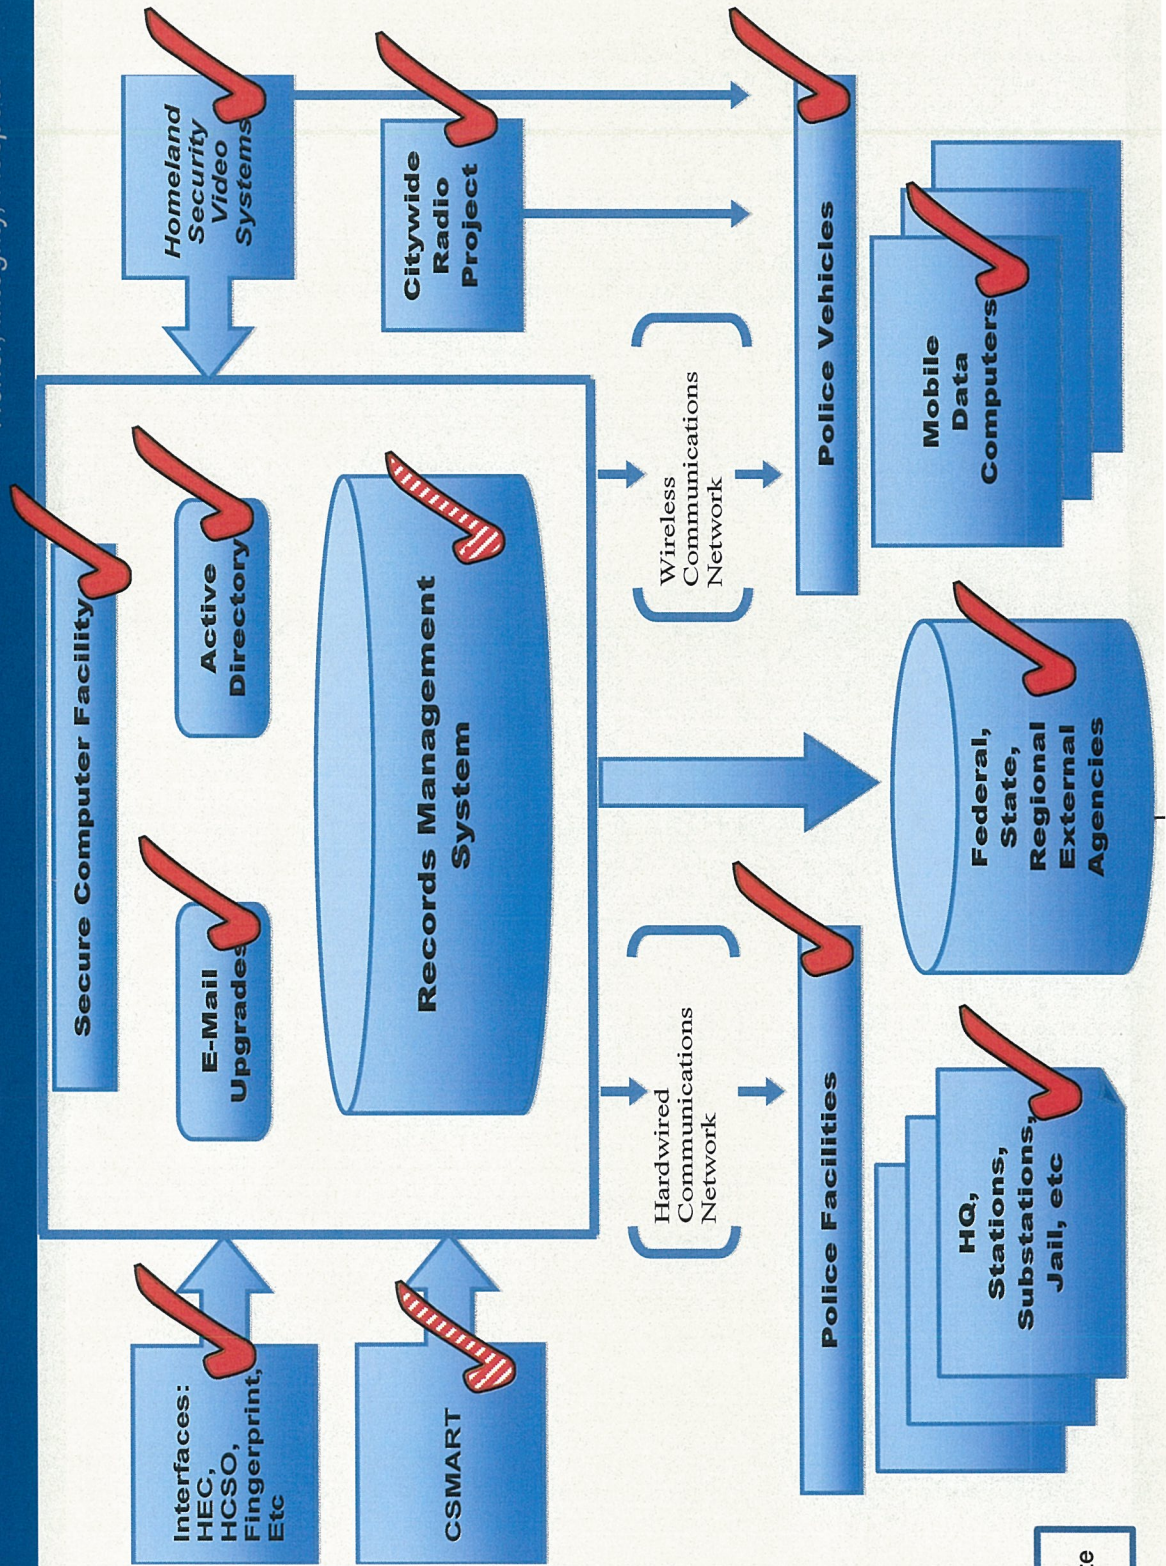 Secure Computer Facility
Interfaces:
HEC,
HCSO,
Fingerprint,
Etc
E-Mail
Upgrades
Active
Directory
Homeland
Security
Video
Systems
CSMART
Records Management
System
Citywide
Radio
Project
Hardwired
Communications
Network
Wireless
Communications
Network
Police Facilities
Police Vehicles
HQ,
Stations,
Substations,
Jail, etc
Federal,
State,
Regional
External
Agencies
Mobile
Data
Computers